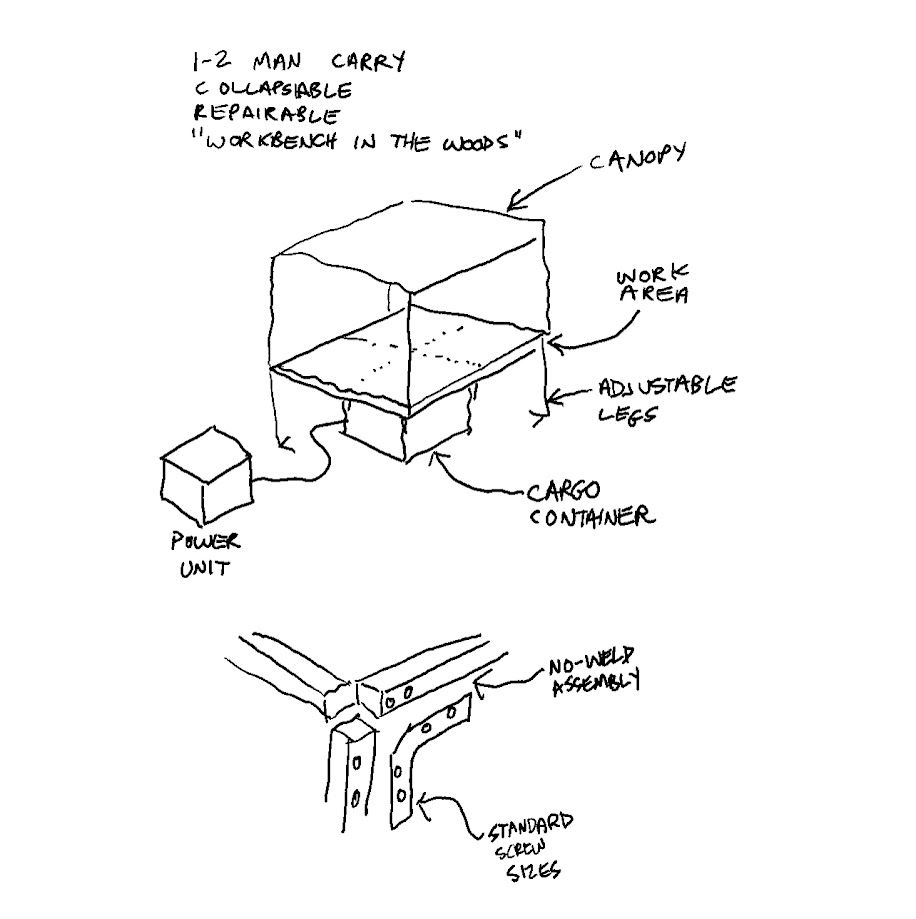 1-2 MAN CARRY
COLLAPSIABLE
REPAIRABLE
"WORKBENCH IN THE WOODS"
CANOPY
WORK
AREA
ADJUSTABLE
LEGS
CARGO
CONTAINER
POWER
UNIT
NO-WELD
ASSEMBLY
STANDARD
SCREW
SIZES